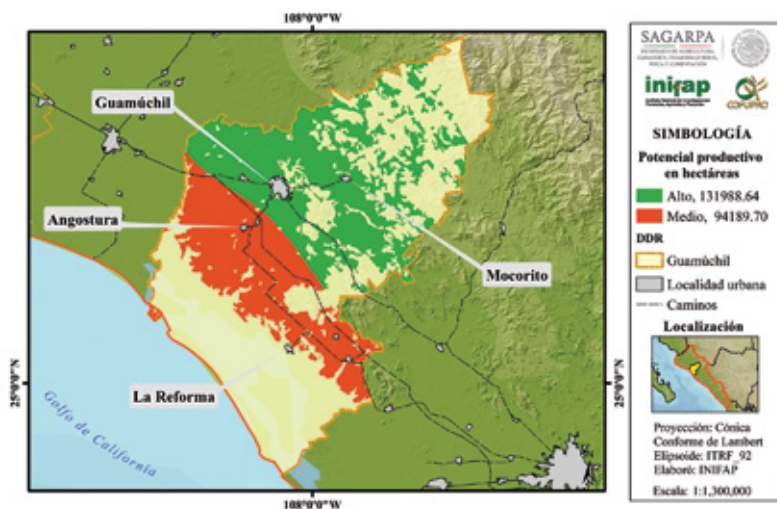 108°0'0"W
Guamúchil
Angostura
Mocorito
La Reforma
25°0'0"N
25°0'0"N
Golfo de California
108°0'0"W
SAGARPA
inifap
COFUPRO
SIMBOLOGÍA
Potencial productivo
en hectáreas
Alto, 131988.64
Medio, 94189.70
DDR
Guamúchil
Localidad urbana
Caminos
Localización
Proyección: Cónica
Conforme de Lambert
Elipsoide: ITRF_92
Elaboró: INIFAP
Escala: 1:1,300,000